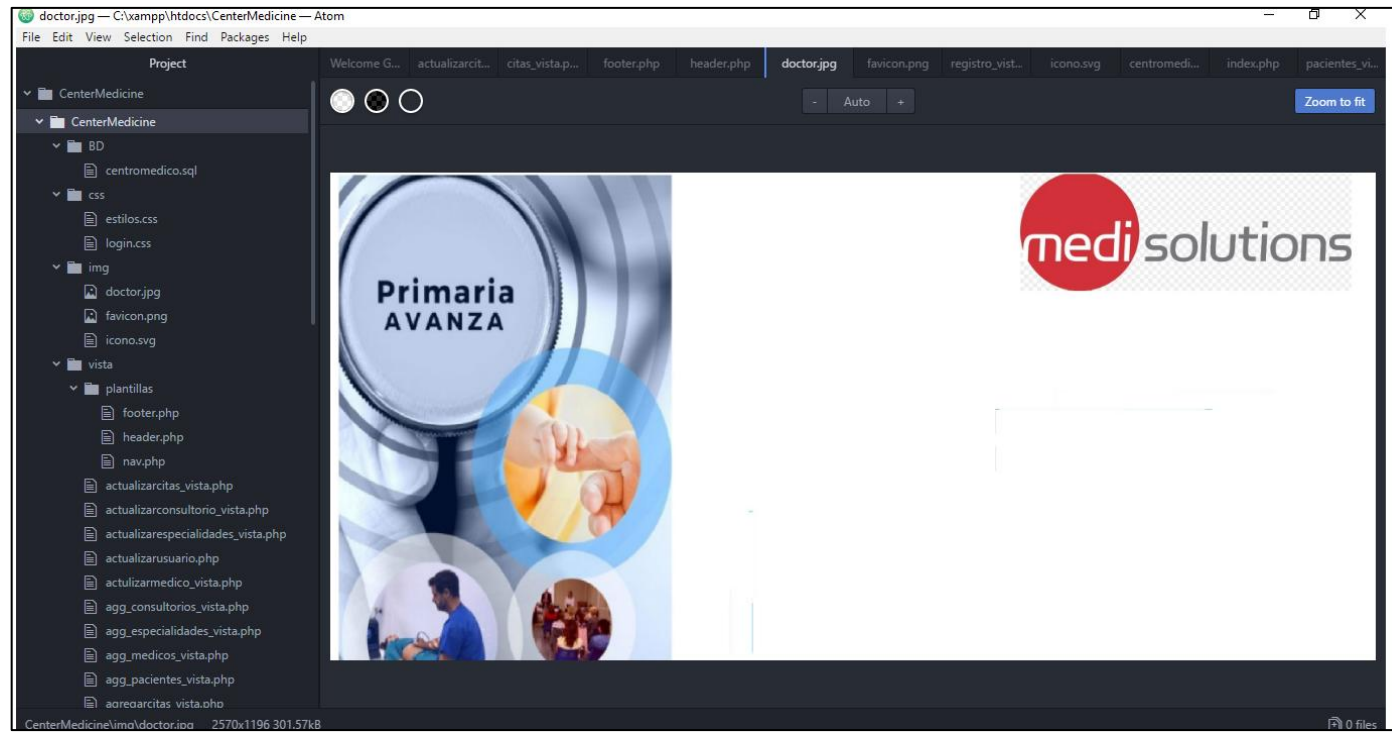 doctor.jpg — C:\xampp\htdocs\CenterMedicine — Atom
File Edit View Selection Find Packages Help
Project
Welcome G... actualizarcit... citas_vista.p... footer.php header.php doctor.jpg favicon.png registro_vist... icono.svg centromedi... index.php pacientes_vi...
CenterMedicine
- Auto +
Zoom to fit
CenterMedicine
BD
centromedico.sql
css
estilos.css
login.css
img
doctor.jpg
favicon.png
icono.svg
vista
plantillas
footer.php
header.php
nav.php
actualizarcitas_vista.php
actualizarconsultorio_vista.php
actualizarespecialidades_vista.php
actualizarusuario.php
actulizarmedico_vista.php
agg_consultorios_vista.php
agg_especialidades_vista.php
agg_medicos_vista.php
agg_pacientes_vista.php
agregarcitas_vista.php
Primaria
AVANZA
medi solutions
CenterMedicine\img\doctor.jpg 2570x1196 301.57kB
0 files